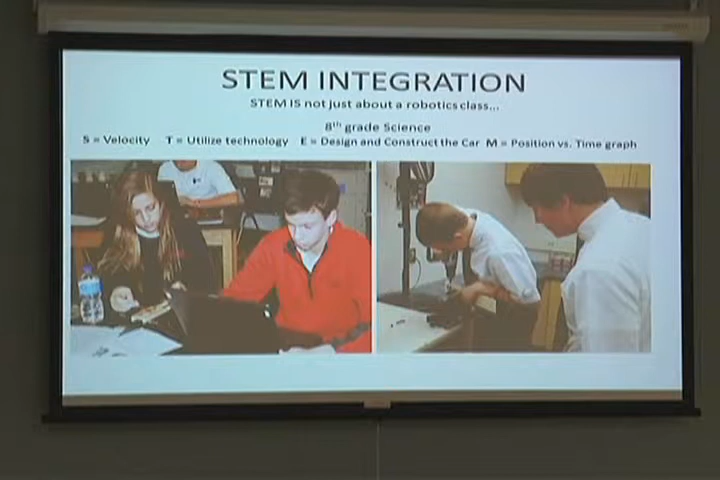 STEM INTEGRATION
STEM IS not just about a robotics class...
8th grade Science
S = Velocity T = Utilize technology E = Design and Construct the Car M = Position vs. Time graph